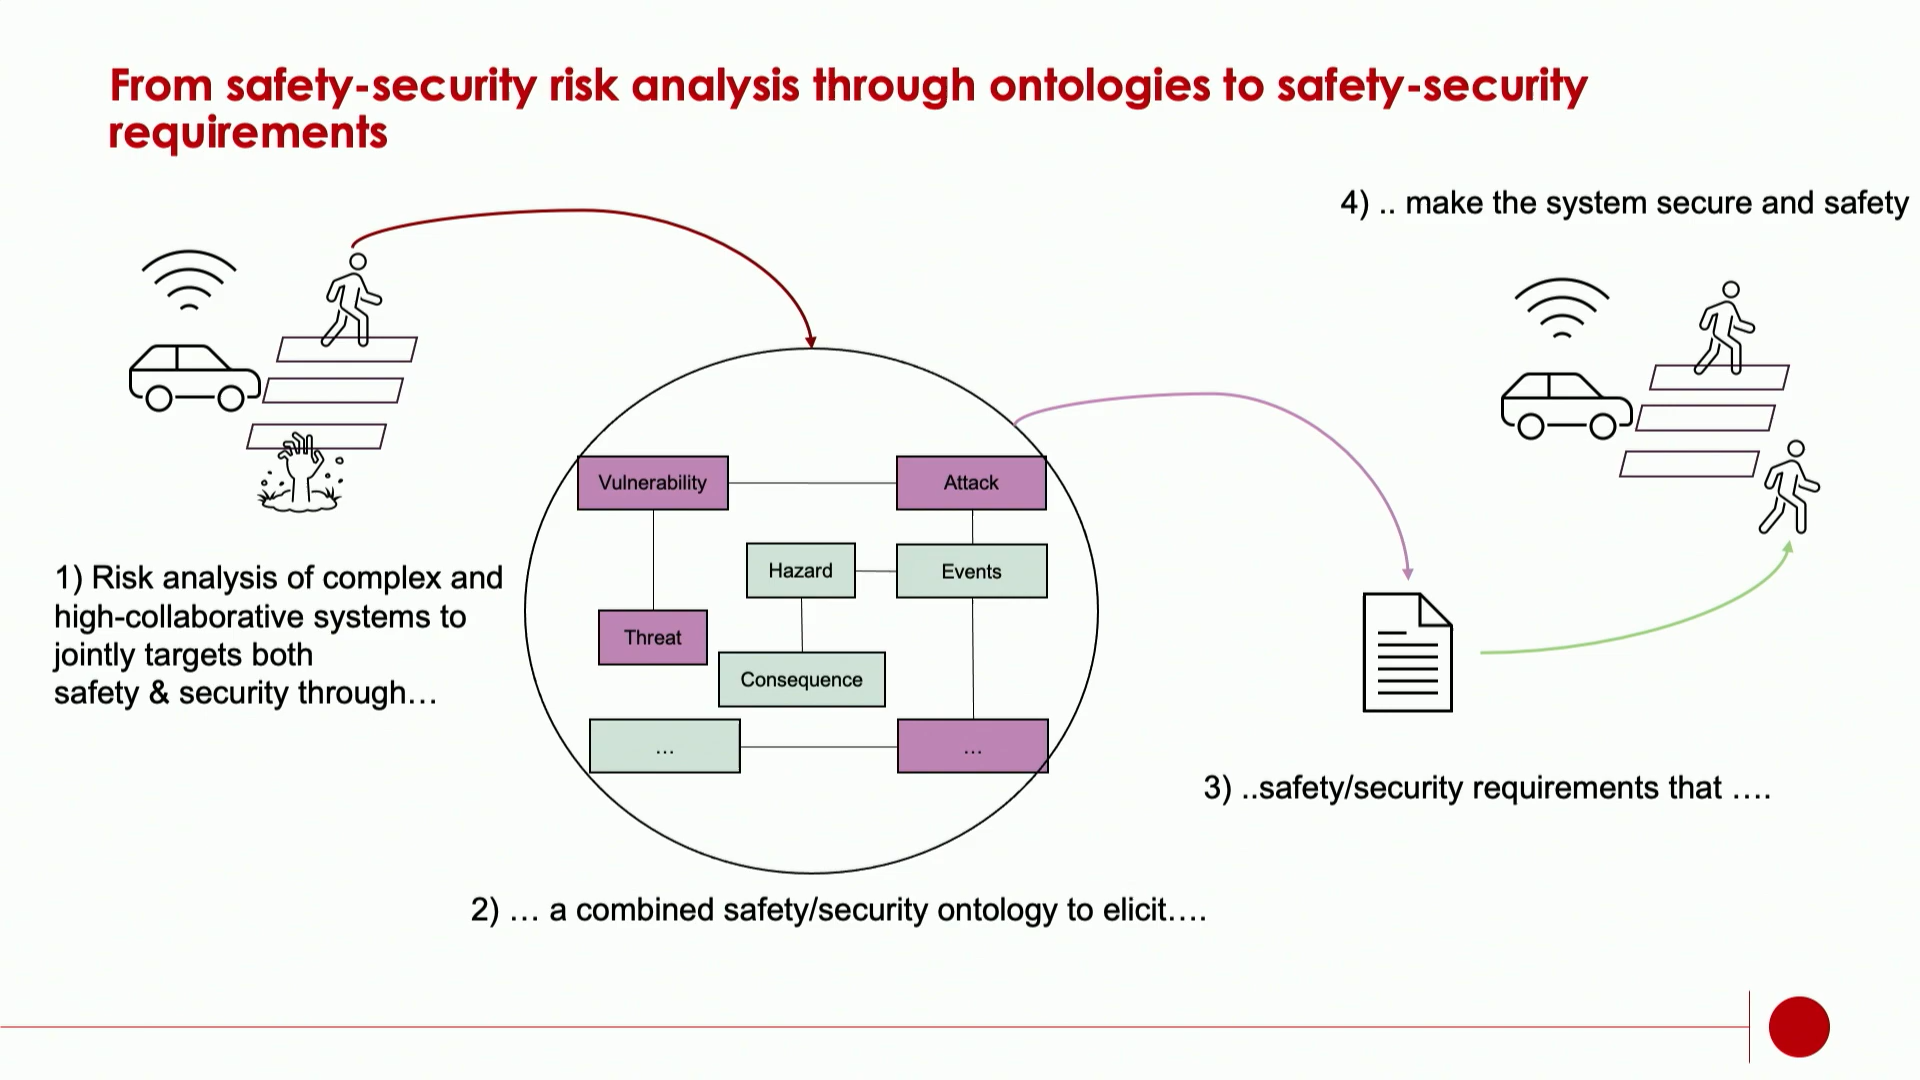 From safety-security risk analysis through ontologies to safety-security
requirements
4) .. make the system secure and safety
1) Risk analysis of complex and
high-collaborative systems to
jointly targets both
safety & security through…
Vulnerability
Attack
Hazard
Events
Threat
Consequence
…
…
3) ..safety/security requirements that ….
2) … a combined safety/security ontology to elicit….